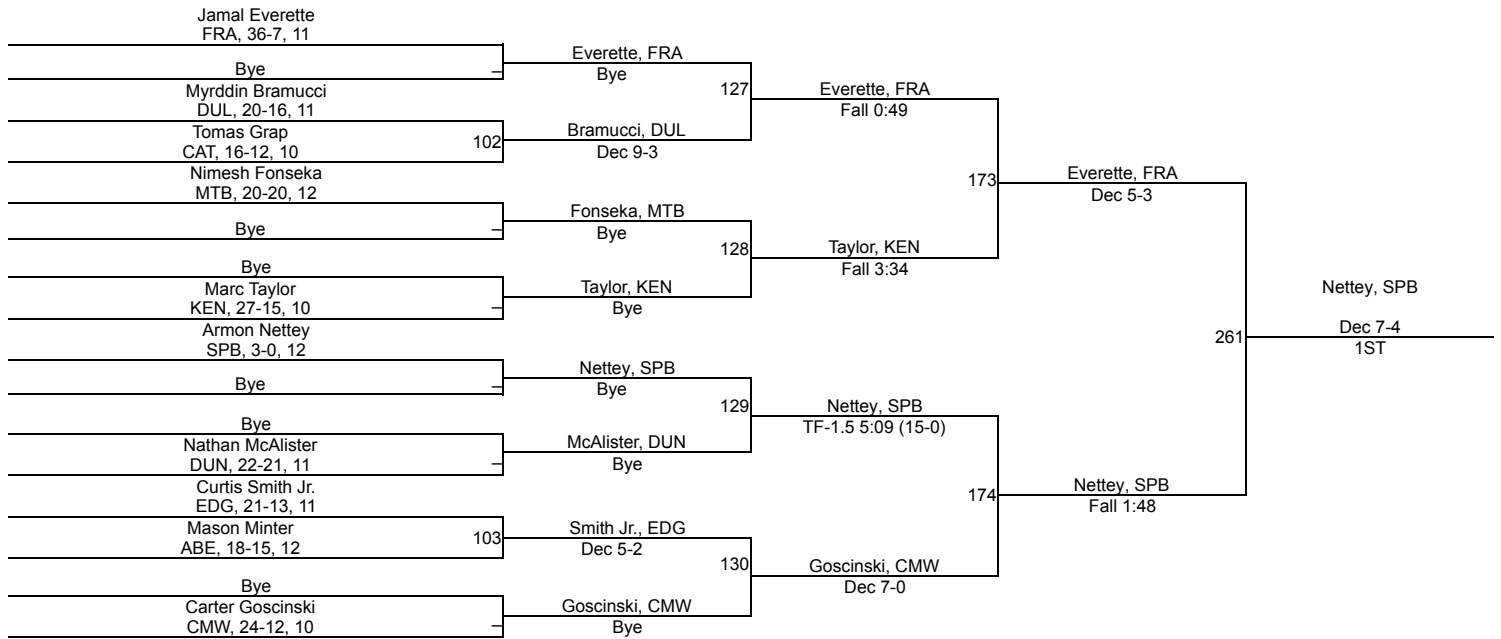 Jamal Everette
FRA, 36-7, 11
Bye
–
Myrddin Bramucci
DUL, 20-16, 11
Tomas Grap
CAT, 16-12, 10
102
Nimesh Fonseka
MTB, 20-20, 12
Bye
–
Bye
Marc Taylor
KEN, 27-15, 10
–
Armon Nettey
SPB, 3-0, 12
Bye
–
Bye
Nathan McAlister
DUN, 22-21, 11
–
Curtis Smith Jr.
EDG, 21-13, 11
Mason Minter
ABE, 18-15, 12
103
Bye
Carter Goscinski
CMW, 24-12, 10
–
Everette, FRA
Bye
127
Bramucci, DUL
Dec 9-3
Fonseka, MTB
Bye
128
Taylor, KEN
Bye
Nettey, SPB
Bye
129
McAlister, DUN
Bye
Smith Jr., EDG
Dec 5-2
130
Goscinski, CMW
Bye
Everette, FRA
Fall 0:49
173
Taylor, KEN
Fall 3:34
Nettey, SPB
TF-1.5 5:09 (15-0)
174
Goscinski, CMW
Dec 7-0
Everette, FRA
Dec 5-3
261
Nettey, SPB
Fall 1:48
Nettey, SPB
Dec 7-4
1ST